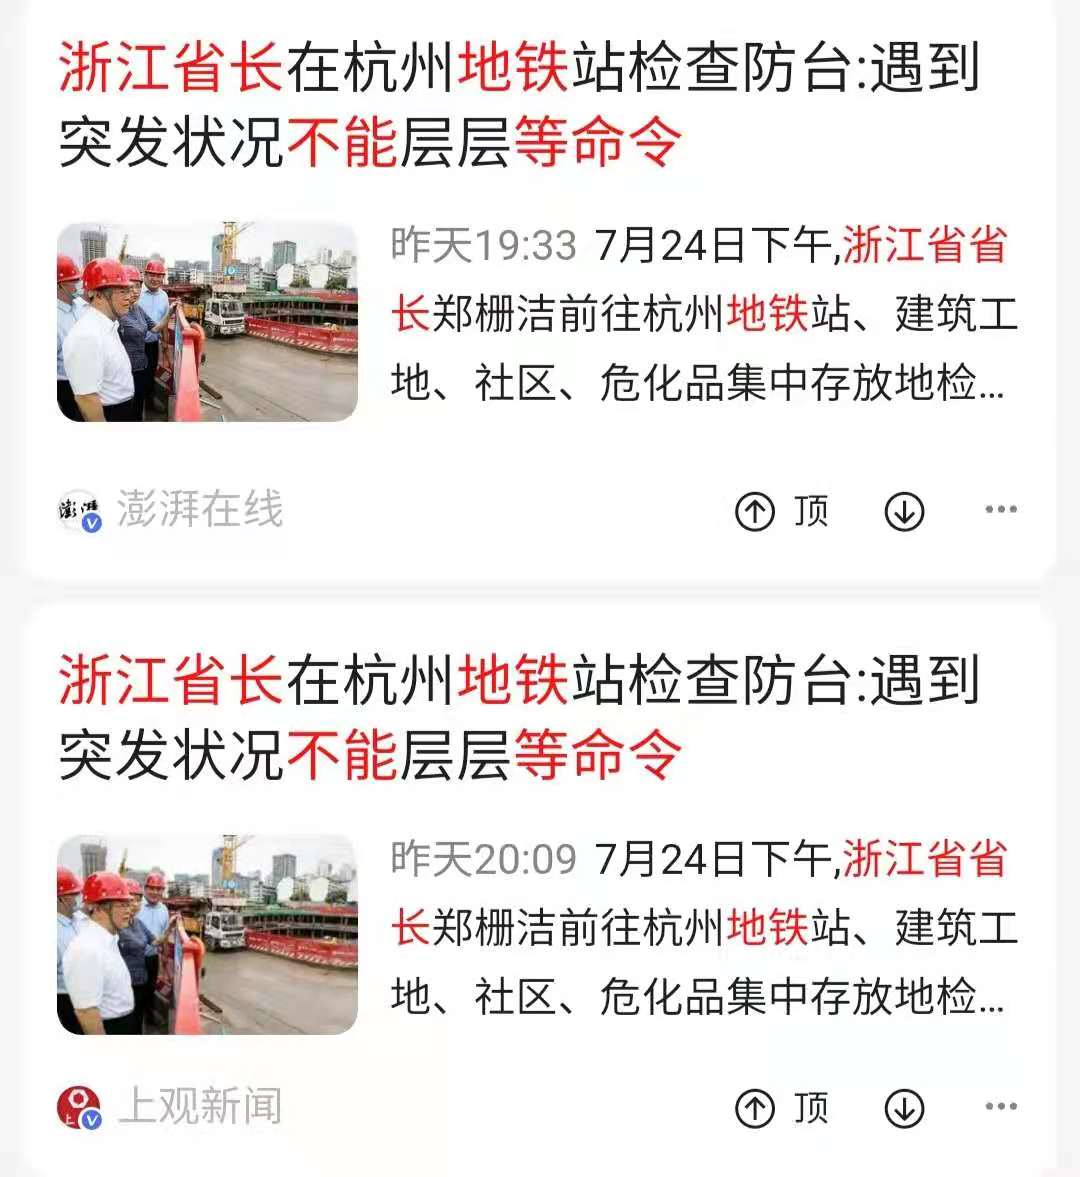 浙江省长在杭州地铁站检查防台:遇到
突发状况不能层层等命令
昨天19:33 7月24日下午,浙江省省
长郑栅洁前往杭州地铁站、建筑工
地、社区、危化品集中存放地检...
澎湃
澎湃在线
顶
浙江省长在杭州地铁站检查防台:遇到
突发状况不能层层等命令
昨天20:09 7月24日下午,浙江省省
长郑栅洁前往杭州地铁站、建筑工
地、社区、危化品集中存放地检...
上
上观新闻
顶